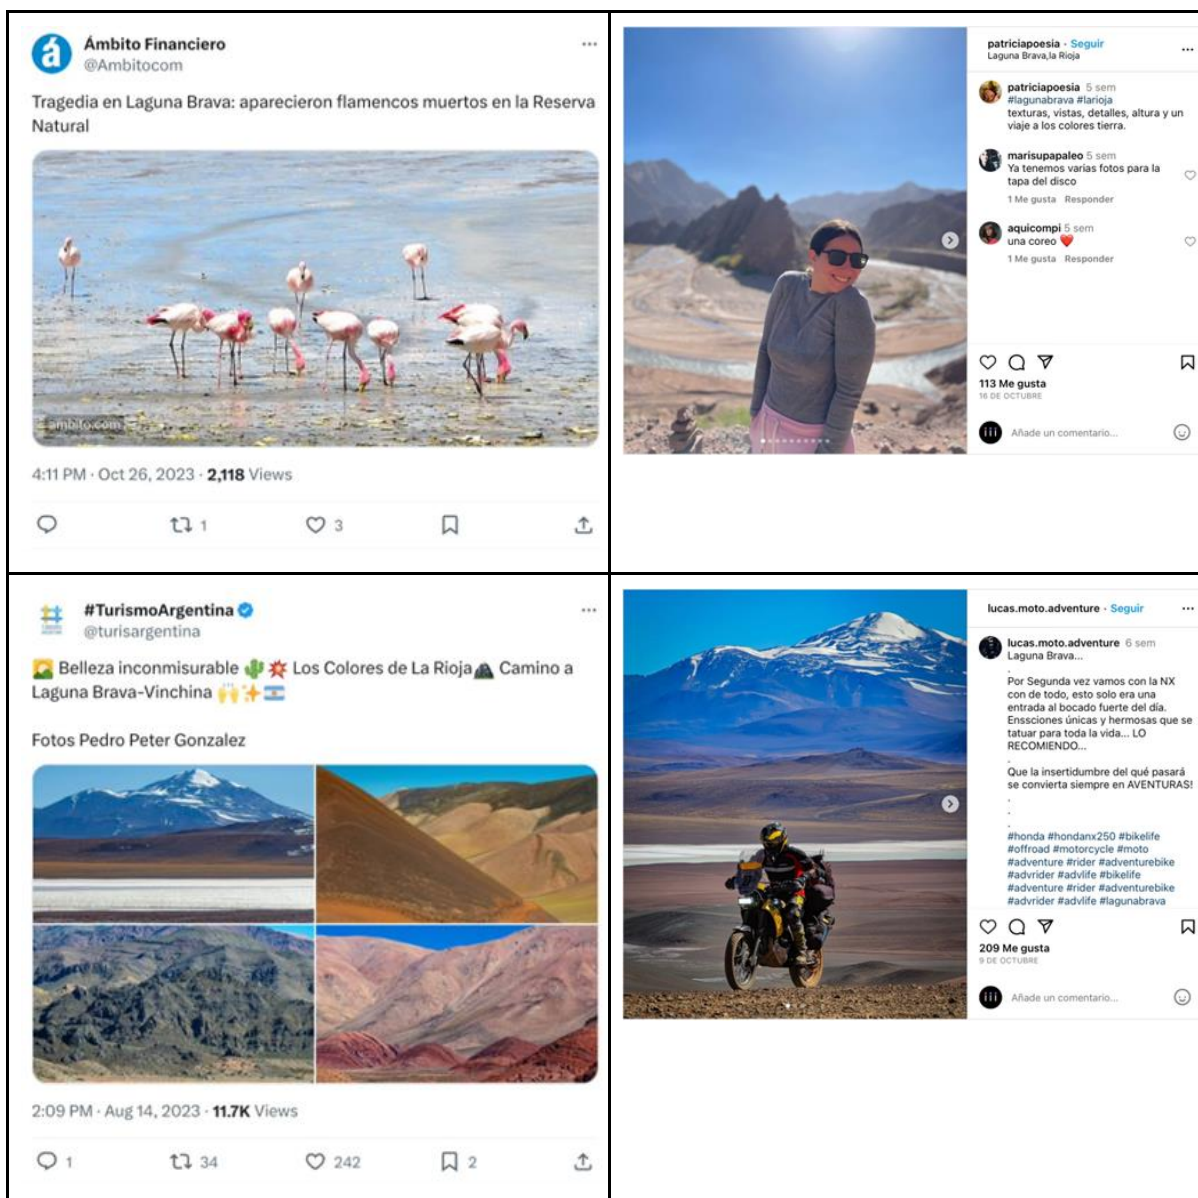 Ámbito Financiero
@Ambitocom
Tragedia en Laguna Brava: aparecieron flamencos muertos en la Reserva
Natural
ambito.com
4:11 PM · Oct 26, 2023 · 2,118 Views
1
3
patriciapoesia · Seguir
Laguna Brava,la Rioja
patriciapoesia 5 sem
#lagunabrava #larioja
texturas, vistas, detalles, altura y un
viaje a los colores tierra.
marisupapaleo 5 sem
Ya tenemos varias fotos para la
tapa del disco
1 Me gusta Responder
aquicompi 5 sem
una coreo ❤️
1 Me gusta Responder
113 Me gusta
16 DE OCTUBRE
Añade un comentario...
#TurismoArgentina
@turisargentina
🌄 Belleza inconmisurable 🌵💥 Los Colores de La Rioja🏔 Camino a
Laguna Brava-Vinchina 🙌✨🇦🇷
Fotos Pedro Peter Gonzalez
2:09 PM · Aug 14, 2023 · 11.7K Views
1
34
242
2
lucas.moto.adventure · Seguir
lucas.moto.adventure 6 sem
Laguna Brava...
.
Por Segunda vez vamos con la NX
con de todo, esto solo era una
entrada al bocado fuerte del día.
Enssciones únicas y hermosas que se
tatuar para toda la vida... LO
RECOMIENDO...
.
Que la insertidumbre del qué pasará
se convierta siempre en AVENTURAS!
.
.
.
#honda #hondanx250 #bikelife
#offroad #motorcycle #moto
#adventure #rider #adventurebike
#advrider #advlife #bikelife
#adventure #rider #adventurebike
#advrider #advlife #lagunabrava
209 Me gusta
9 DE OCTUBRE
Añade un comentario...